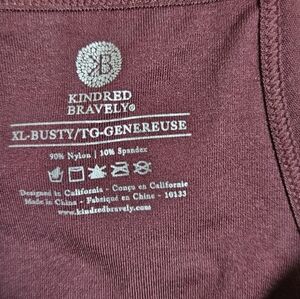 KB
KINDRED
BRAVELY®
XL-BUSTY/TG-GENEREUSE
90% Nylon | 10% Spandex
Designed in California - Conçu en Californie
Made in China - Fabriqué en Chine - 10133
www.kindredbravely.com